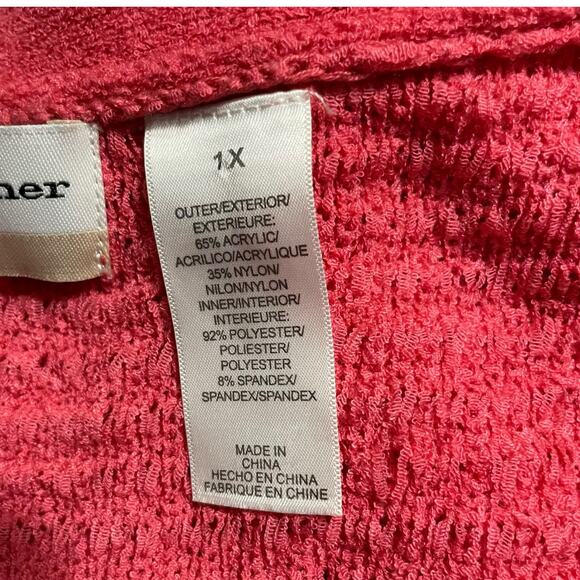 ner
1X
OUTER/EXTERIOR/
EXTERIEURE:
65% ACRYLIC/
ACRILICO/ACRYLIQUE
35% NYLON/
NILON/NYLON
INNER/INTERIOR/
INTERIEURE:
92% POLYESTER/
POLIESTER/
POLYESTER
8% SPANDEX/
SPANDEX/SPANDEX
MADE IN
CHINA
HECHO EN CHINA
FABRIQUE EN CHINE